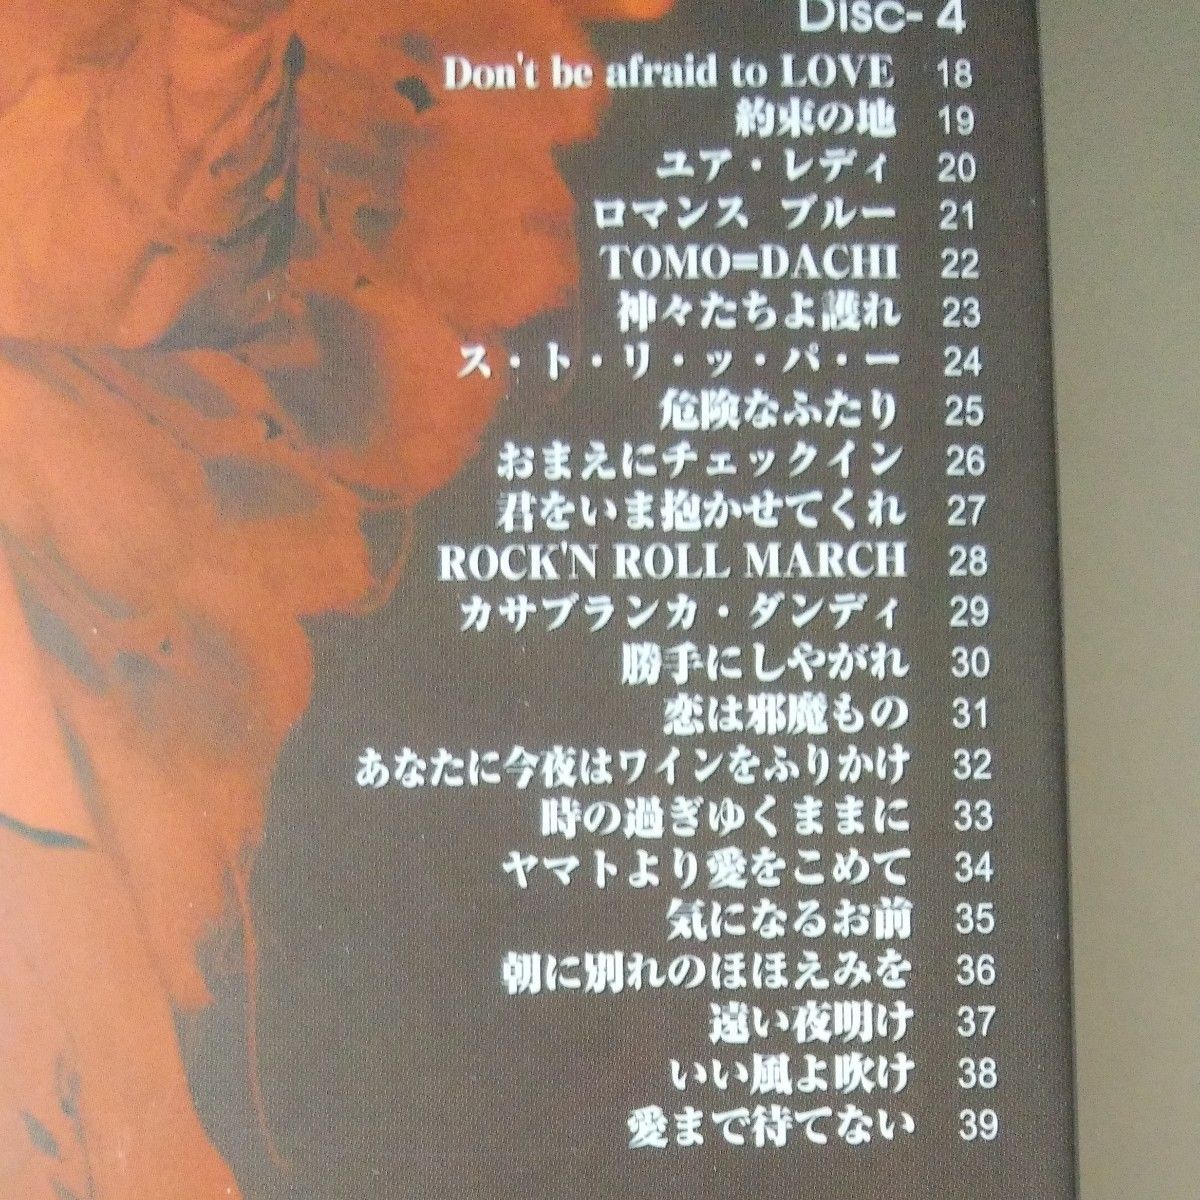 Disc-4
Don't be afraid to LOVE 18
約束の地 19
ユア・レディ 20
ロマンス ブルー 21
TOMO=DACHI 22
神々たちよ護れ 23
ス・ト・リ・ッ・パ・ー 24
危険なふたり 25
おまえにチェックイン 26
君をいま抱かせてくれ 27
ROCK'N ROLL MARCH 28
カサブランカ・ダンディ 29
勝手にしやがれ 30
恋は邪魔もの 31
あなたに今夜はワインをふりかけ 32
時の過ぎゆくままに 33
ヤマトより愛をこめて 34
気になるお前 35
朝に別れのほほえみを 36
遠い夜明け 37
いい風よ吹け 38
愛まで待てない 39